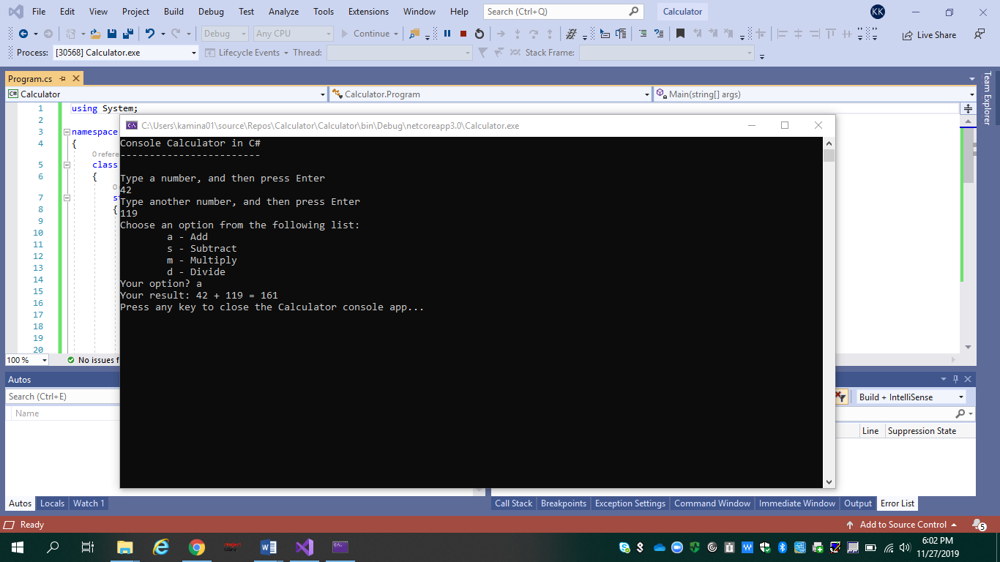 File Edit View Project Build Debug Test Analyze Tools Extensions Window Help Search (Ctrl+Q) Calculator KK
Debug Any CPU Continue Live Share
Process: [30568] Calculator.exe Lifecycle Events Thread: Stack Frame:
Program.cs
Team Explorer
C# Calculator Calculator.Program Main(string[] args)
1 using System;
2
C:\Users\kamina01\source\Repos\Calculator\Calculator\bin\Debug\netcoreapp3.0\Calculator.exe
3 namespace
4 {
0 refere
5 class
6 {
0
7 s
8 {
9
10
11
12
13
14
15
16
17
18
19
20
Console Calculator in C#
------------------------
Type a number, and then press Enter
42
Type another number, and then press Enter
119
Choose an option from the following list:
a - Add
s - Subtract
m - Multiply
d - Divide
Your option? a
Your result: 42 + 119 = 161
Press any key to close the Calculator console app...
100 % No issues f
Autos
Search (Ctrl+E)
Name
Build + IntelliSense
Line Suppression State
Autos Locals Watch 1
Call Stack Breakpoints Exception Settings Command Window Immediate Window Output Error List
Ready Add to Source Control 5
6:02 PM
11/27/2019